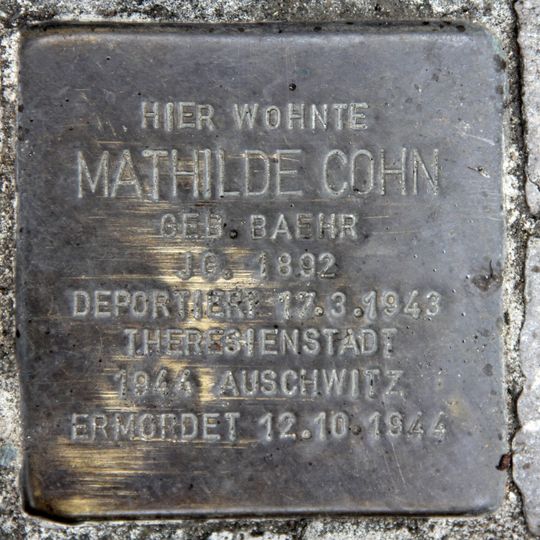 HIER WOHNTE
MATHILDE COHN
GEB. BAEHR
JG. 1892
DEPORTIERT 17.3.1943
THERESIENSTADT
1944 AUSCHWITZ
ERMORDET 12.10.1944